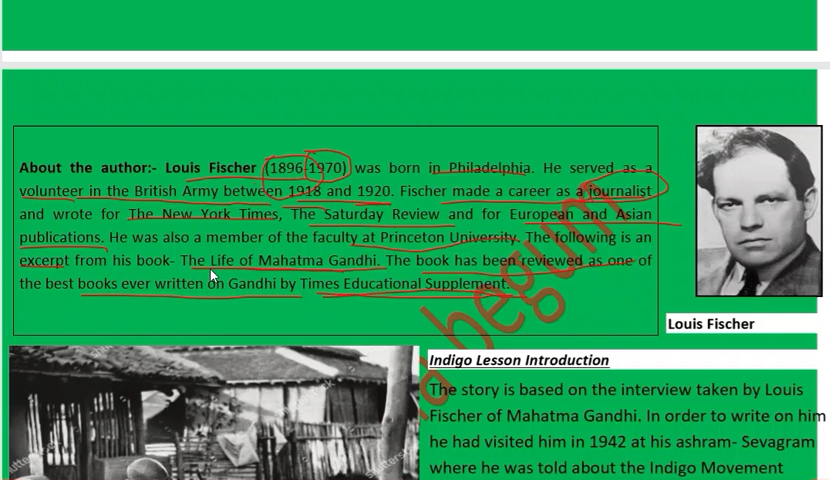 About the author:- Louis Fischer (1896-1970) was born in Philadelphia. He served as a
volunteer in the British Army between 1918 and 1920. Fischer made a career as a journalist
and wrote for The New York Times, The Saturday Review and for European and Asian
publications. He was also a member of the faculty at Princeton University. The following is an
excerpt from his book- The Life of Mahatma Gandhi. The book has been reviewed as one of
the best books ever written on Gandhi by Times Educational Supplement.
Louis Fischer
begum
Indigo Lesson Introduction
The story is based on the interview taken by Louis
Fischer of Mahatma Gandhi. In order to write on him
he had visited him in 1942 at his ashram- Sevagram
where he was told about the Indigo Movement